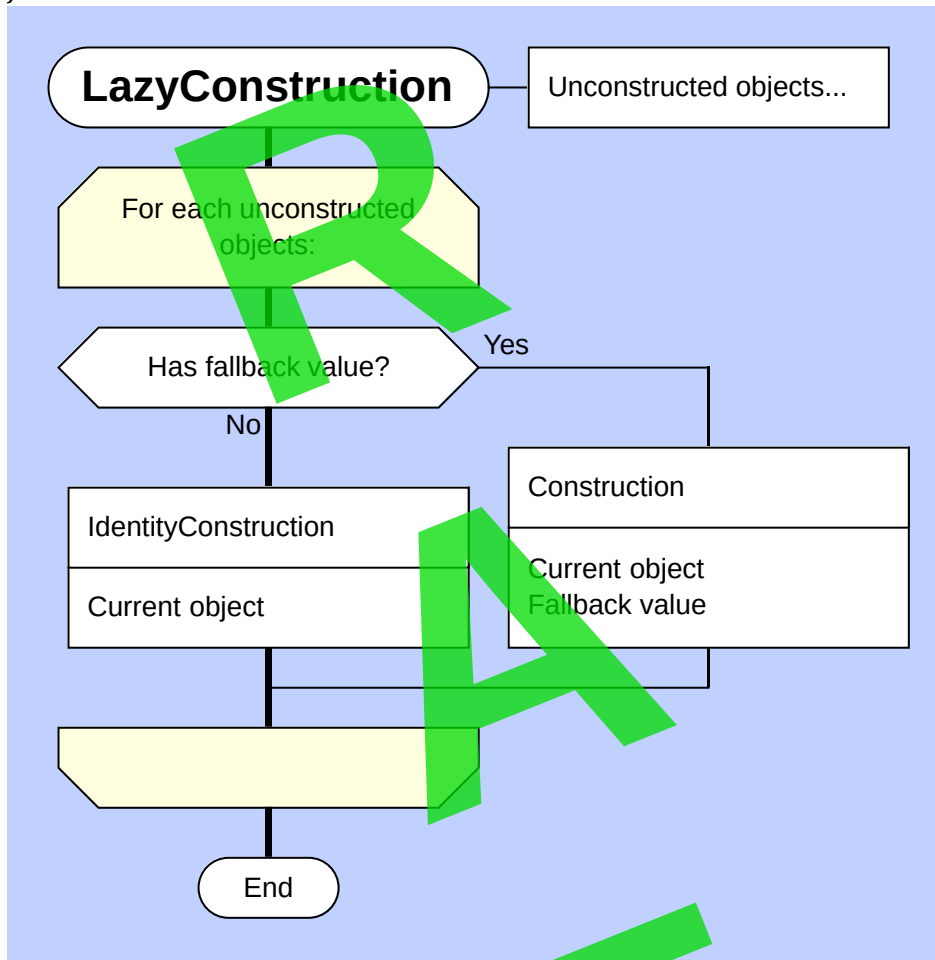 LazyConstruction
Unconstructed objects...
For each unconstructed
objects:
Has fallback value?
Yes
No
Construction
IdentityConstruction
Current object
Fallback value
Current object
End
R
A